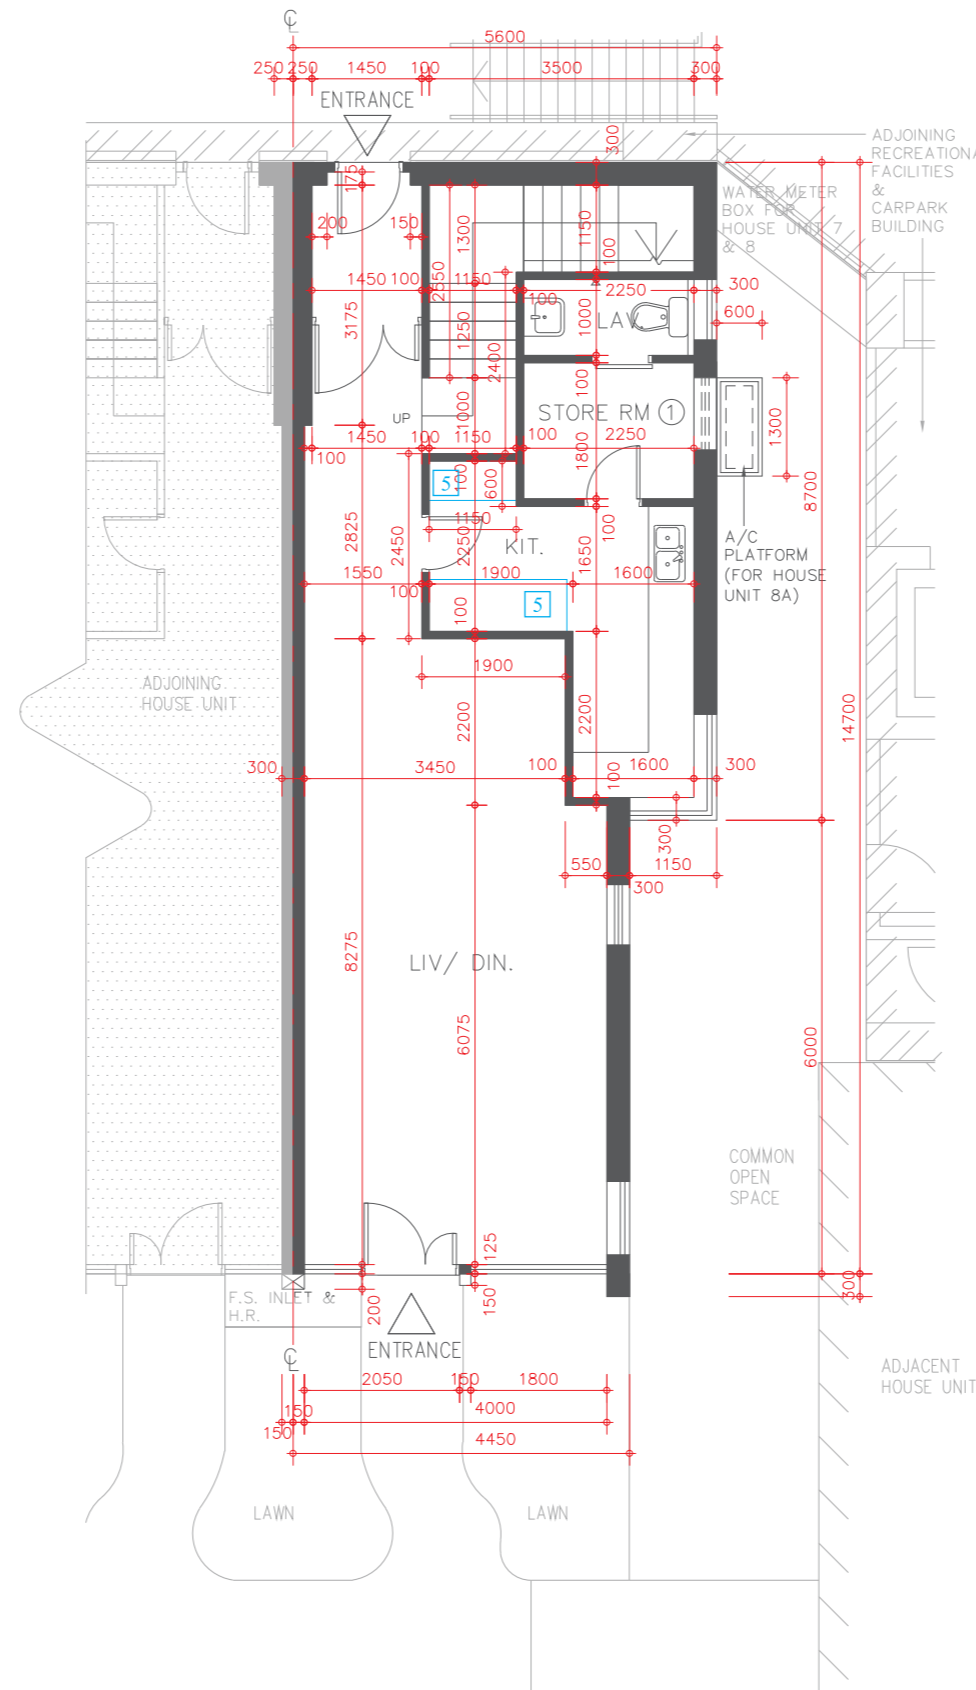 ℄
5600
250
250
1450
100
3500
300
ENTRANCE
300
ADJOINING
RECREATIONA
FACILITIES
&
CARPARK
BUILDING
175
WATER METER
BOX FOR
HOUSE UNIT 7
& 8
200
150
1300
1150
2550
100
1450
100
1150
2250
300
100
600
3175
1250
1000
LAV.
2400
100
STORE RM 1
1300
UP
1000
1450
100
1150
100
2250
100
1800
8700
5
100
600
1150
100
A/C
PLATFORM
(FOR HOUSE
UNIT 8A)
2825
2450
2250
KIT.
1650
1550
1900
1600
100
5
100
1900
ADJOINING
HOUSE UNIT
2200
2200
14700
300
3450
100
1600
300
100
300
550
1150
300
8275
LIV/ DIN.
6075
6000
COMMON
OPEN
SPACE
125
F.S. INLET &
H.R.
200
150
300
ENTRANCE
℄
ADJACENT
HOUSE UNIT
2050
150
1800
150
4000
150
4450
LAWN
LAWN